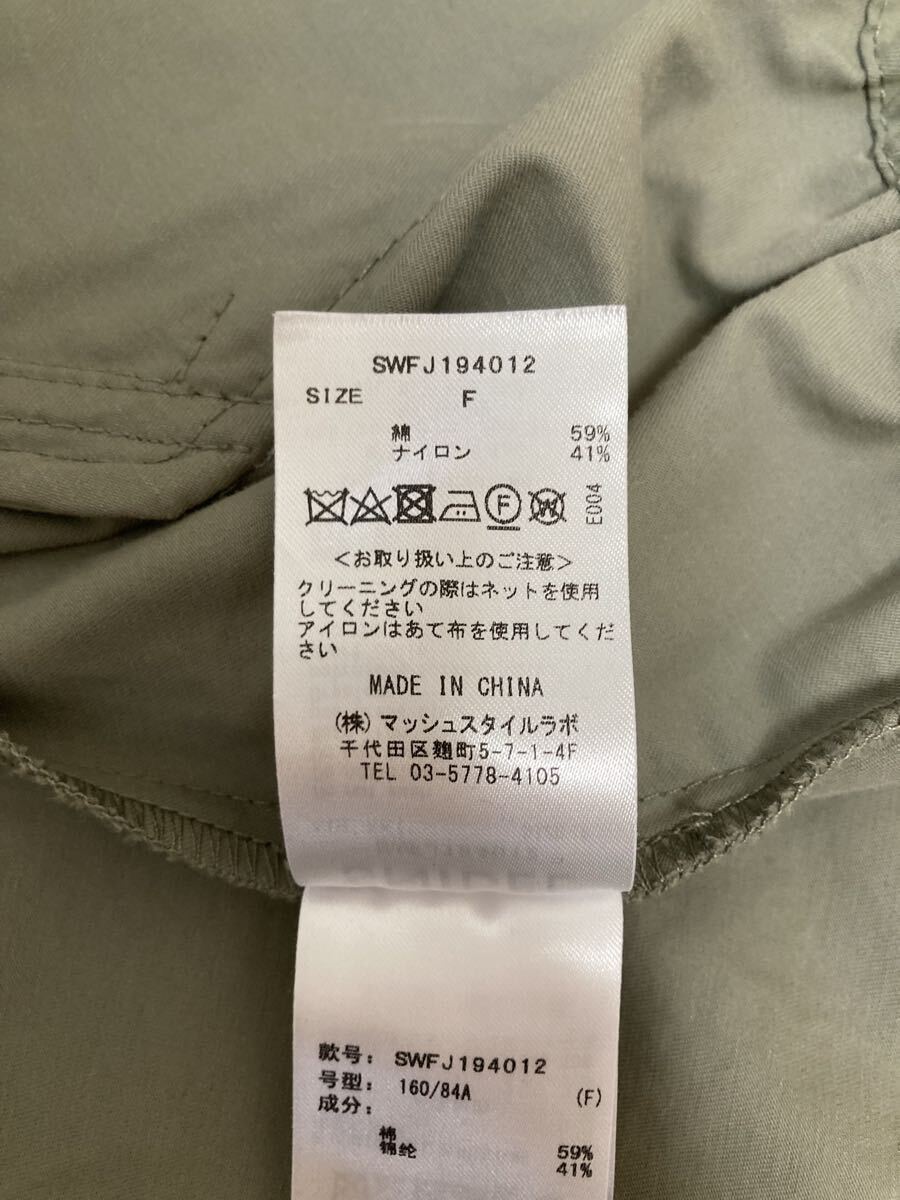 SWFJ194012
SIZE F
綿 59%
ナイロン 41%
F W E004
<お取り扱い上のご注意>
クリーニングの際はネットを使用
してください
アイロンはあて布を使用してくだ
さい
MADE IN CHINA
(株)マッシュスタイルラボ
千代田区麹町5-7-1-4F
TEL 03-5778-4105
款号: SWFJ194012
号型: 160/84A (F)
成分:
棉 59%
锦纶 41%